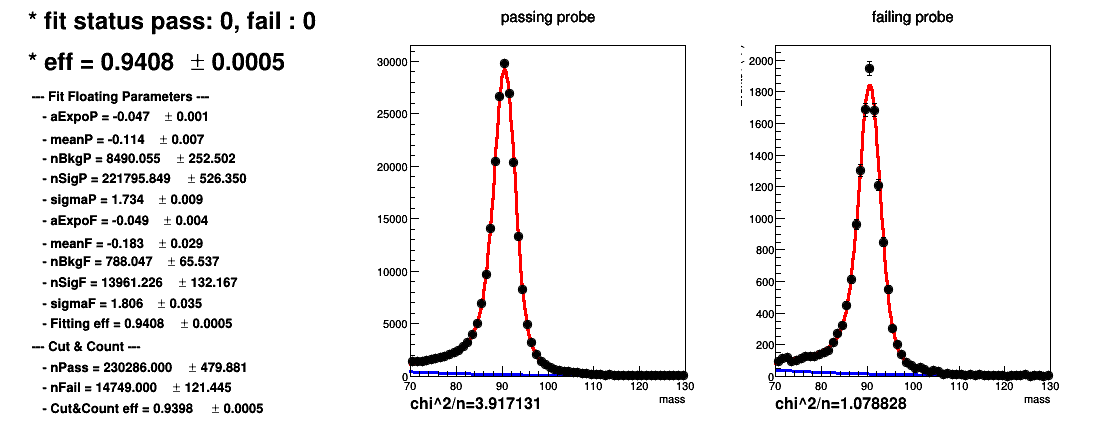 * fit status pass: 0, fail : 0
* eff = 0.9408 ± 0.0005
--- Fit Floating Parameters ---
- aExpoP = -0.047 ± 0.001
- meanP = -0.114 ± 0.007
- nBkgP = 8490.055 ± 252.502
- nSigP = 221795.849 ± 526.350
- sigmaP = 1.734 ± 0.009
- aExpoF = -0.049 ± 0.004
- meanF = -0.183 ± 0.029
- nBkgF = 788.047 ± 65.537
- nSigF = 13961.226 ± 132.167
- sigmaF = 1.806 ± 0.035
- Fitting eff = 0.9408 ± 0.0005
--- Cut & Count ---
- nPass = 230286.000 ± 479.881
- nFail = 14749.000 ± 121.445
- Cut&Count eff = 0.9398 ± 0.0005
passing probe
30000
25000
20000
15000
10000
5000
0
70 80 90 100 110 120 130
mass
chi^2/n=3.917131
failing probe
2000
1800
1600
1400
1200
1000
800
600
400
200
0
70 80 90 100 110 120 130
mass
chi^2/n=1.078828